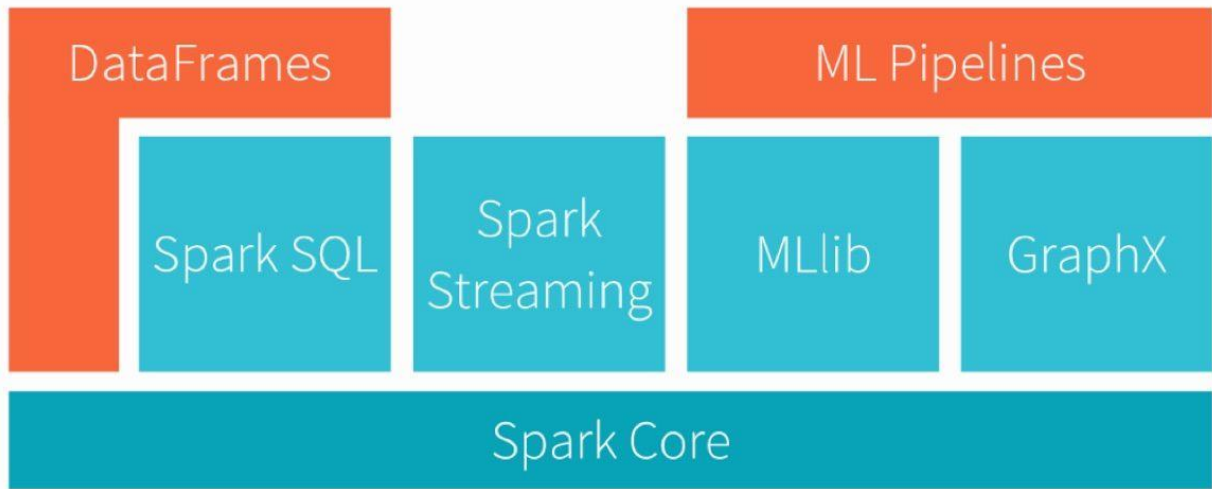 DataFrames
ML Pipelines
Spark SQL
Spark
Streaming
MLlib
GraphX
Spark Core